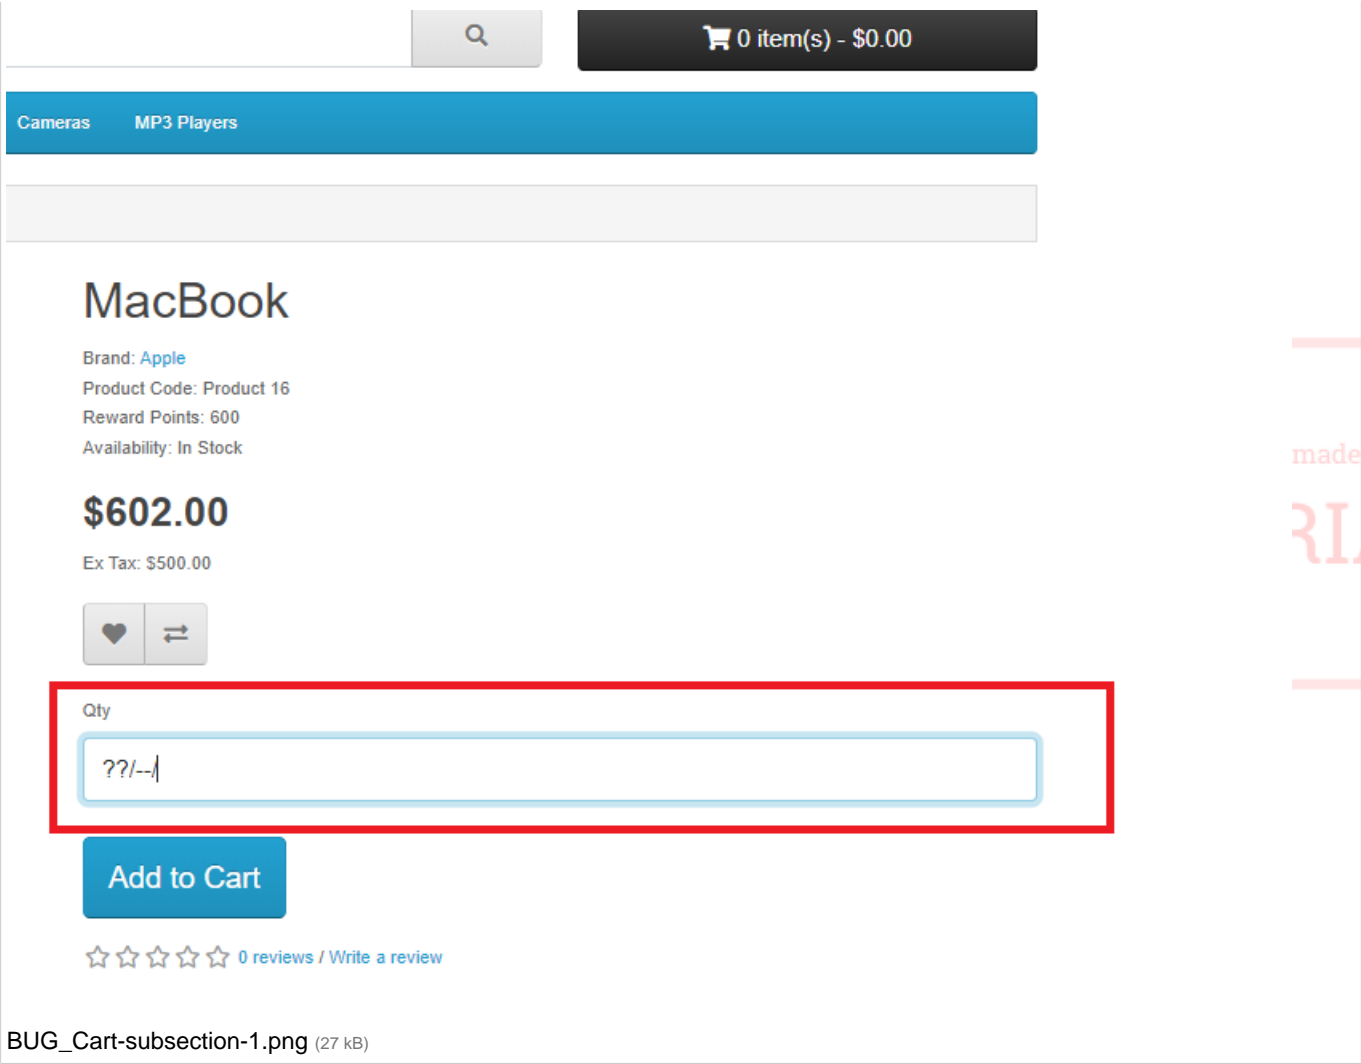 0 item(s) - $0.00
Cameras MP3 Players
MacBook
Brand: Apple
Product Code: Product 16
Reward Points: 600
Availability: In Stock
made
$602.00
RI
Ex Tax: $500.00
Qty
??/--/
Add to Cart
0 reviews / Write a review
BUG_Cart-subsection-1.png (27 kB)